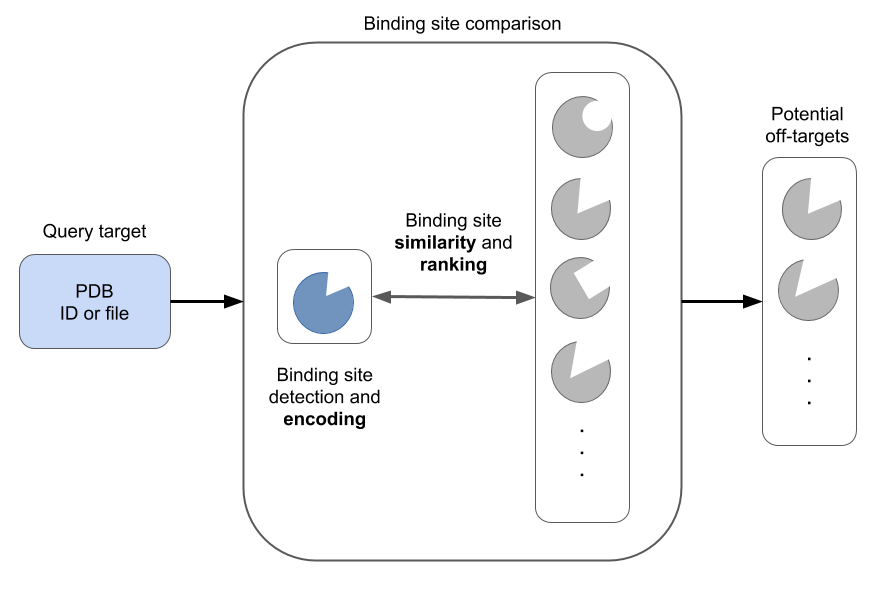 Binding site comparison
Query target
PDB
ID or file
Binding site
detection and
encoding
Binding site
similarity and
ranking
Potential
off-targets